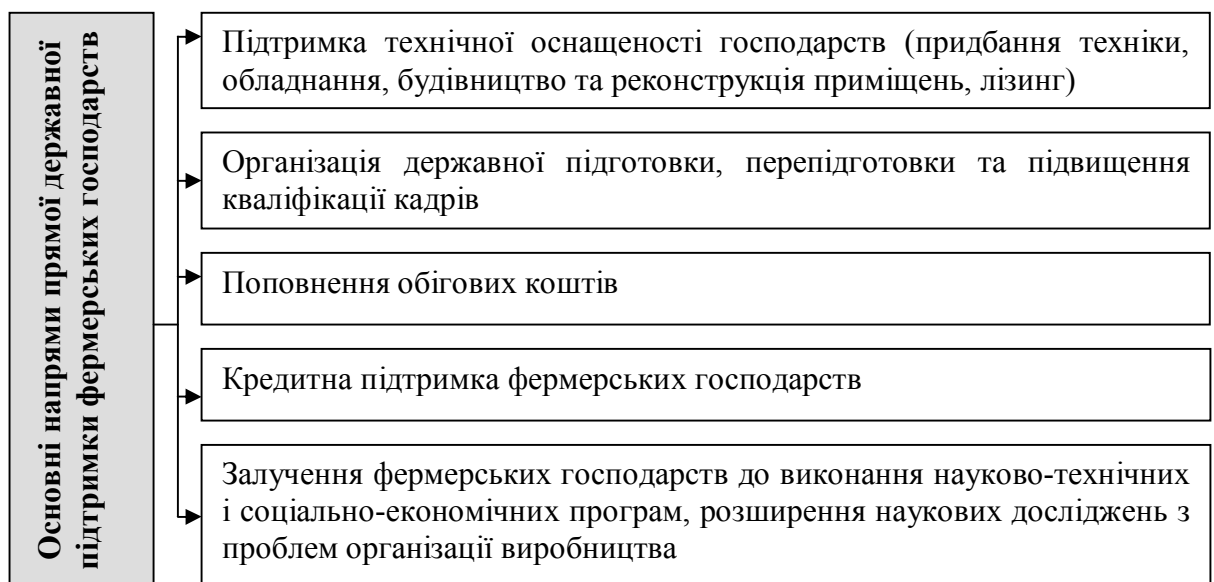 Основні напрями прямої державної
підтримки фермерських господарств
Підтримка технічної оснащеності господарств (придбання техніки,
обладнання, будівництво та реконструкція приміщень, лізинг)
Організація державної підготовки, перепідготовки та підвищення
кваліфікації кадрів
Поповнення обігових коштів
Кредитна підтримка фермерських господарств
Залучення фермерських господарств до виконання науково-технічних
і соціально-економічних програм, розширення наукових досліджень з
проблем організації виробництва